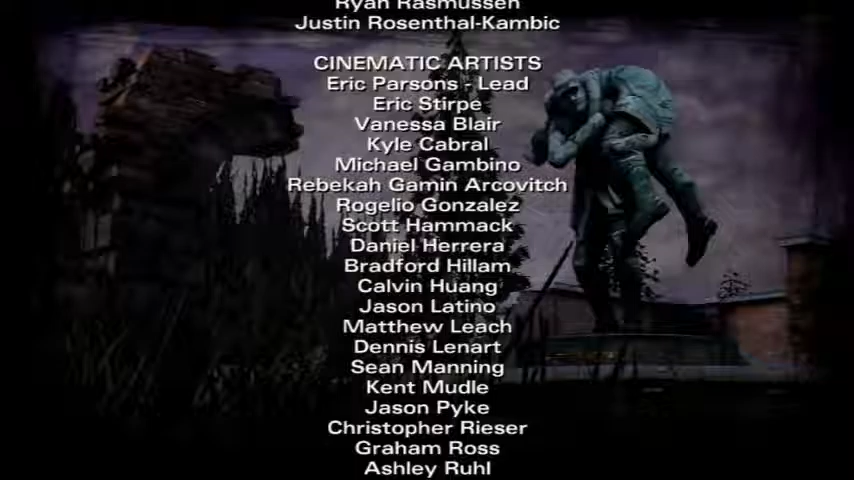 Ryan Rasmussen
Justin Rosenthal-Kambic
CINEMATIC ARTISTS
Eric Parsons - Lead
Eric Stirpe
Vanessa Blair
Kyle Cabral
Michael Gambino
Rebekah Gamin Arcovitch
Rogelio Gonzalez
Scott Hammack
Daniel Herrera
Bradford Hillam
Calvin Huang
Jason Latino
Matthew Leach
Dennis Lenart
Sean Manning
Kent Mudle
Jason Pyke
Christopher Rieser
Graham Ross
Ashley Ruhl